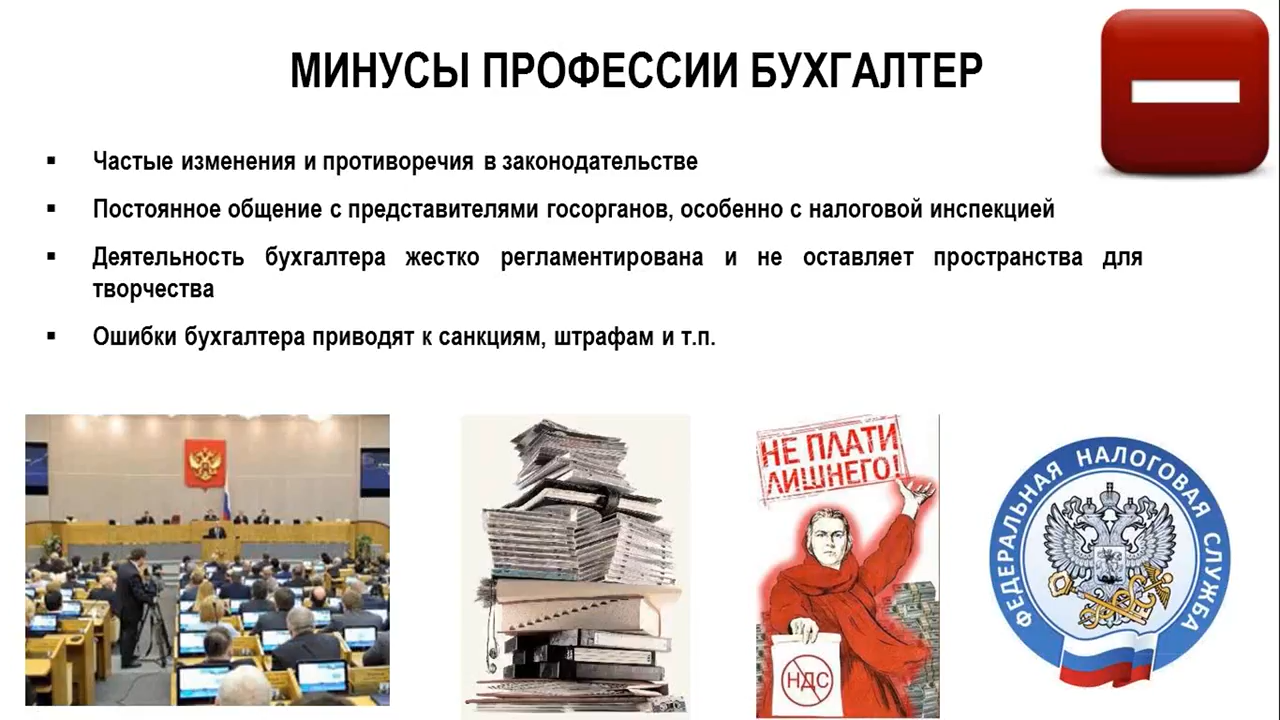 МИНУСЫ ПРОФЕССИИ БУХГАЛТЕР
▪ Частые изменения и противоречия в законодательстве
▪ Постоянное общение с представителями госорганов, особенно с налоговой инспекцией
▪ Деятельность бухгалтера жестко регламентирована и не оставляет пространства для
творчества
▪ Ошибки бухгалтера приводят к санкциям, штрафам и т.п.
НЕ ПЛАТИ
ЛИШНЕГО!
НДС
ФЕДЕРАЛЬНАЯ НАЛОГОВАЯ СЛУЖБА